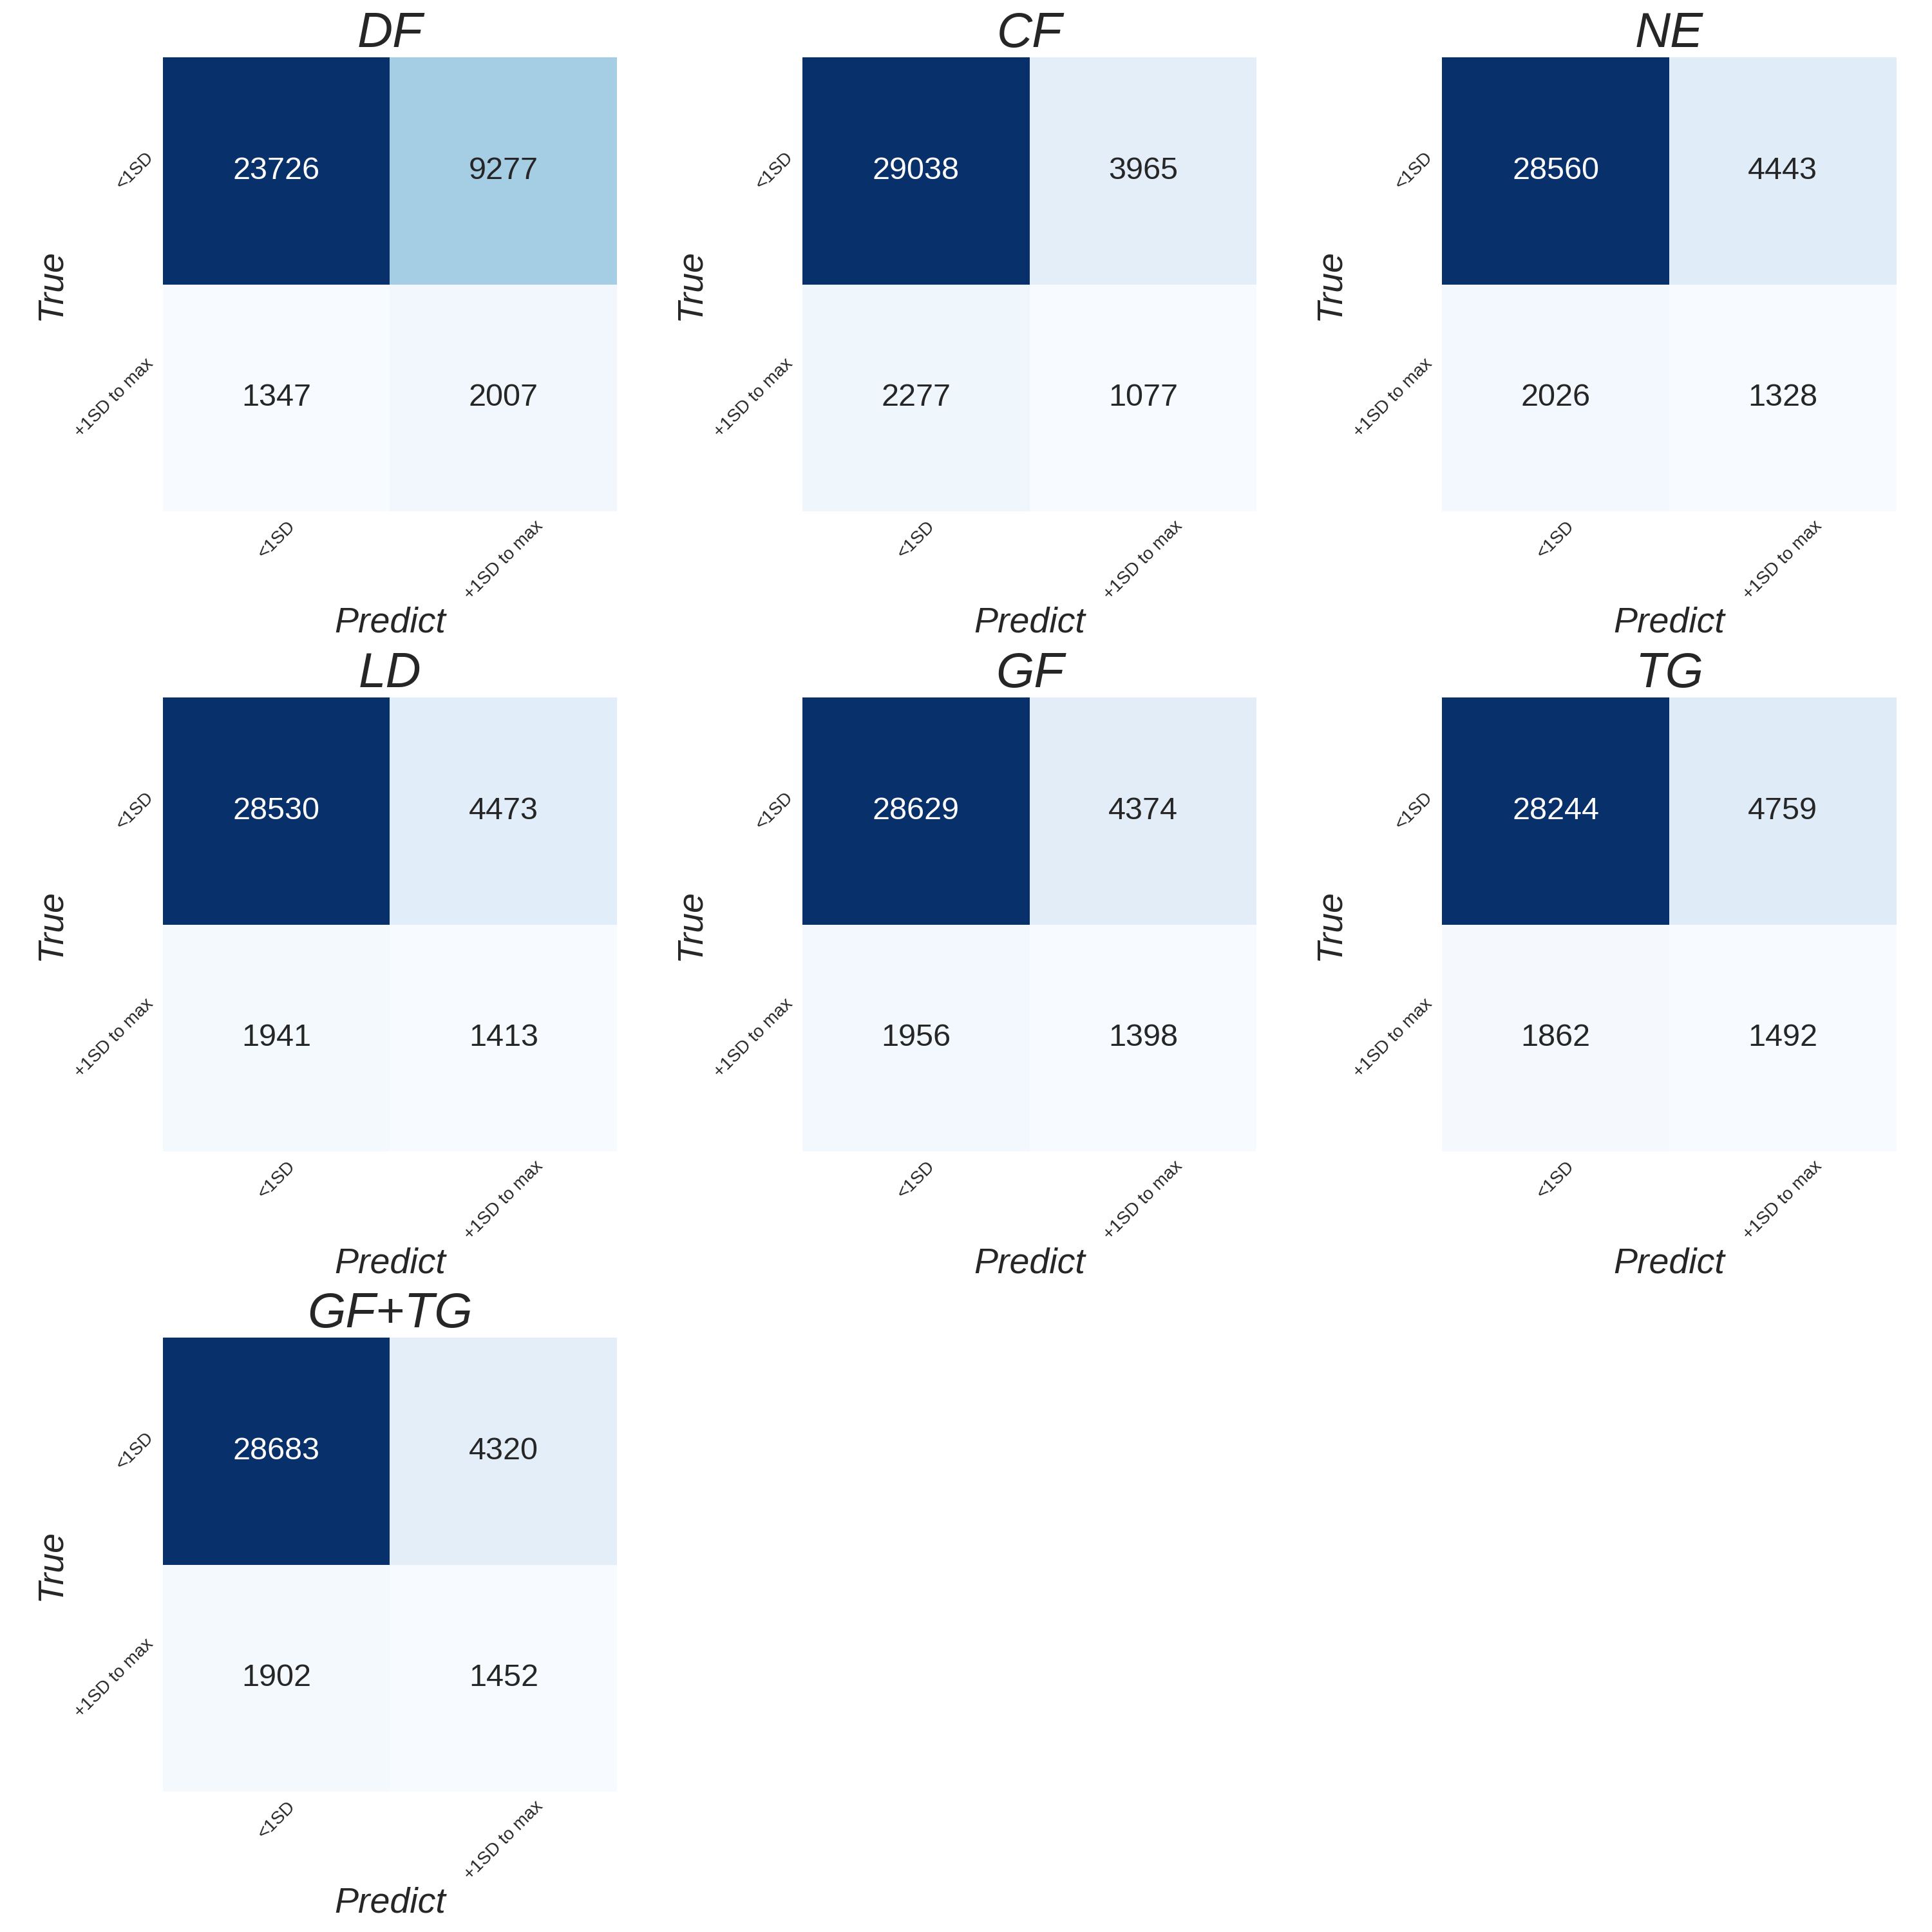 DF
<1SD
23726
9277
True
+1SD to max
1347
2007
<1SD
+1SD to max
Predict
CF
<1SD
29038
3965
True
+1SD to max
2277
1077
<1SD
+1SD to max
Predict
NE
<1SD
28560
4443
True
+1SD to max
2026
1328
<1SD
+1SD to max
Predict
LD
<1SD
28530
4473
True
+1SD to max
1941
1413
<1SD
+1SD to max
Predict
GF
<1SD
28629
4374
True
+1SD to max
1956
1398
<1SD
+1SD to max
Predict
TG
<1SD
28244
4759
True
+1SD to max
1862
1492
<1SD
+1SD to max
Predict
GF+TG
<1SD
28683
4320
True
+1SD to max
1902
1452
<1SD
+1SD to max
Predict